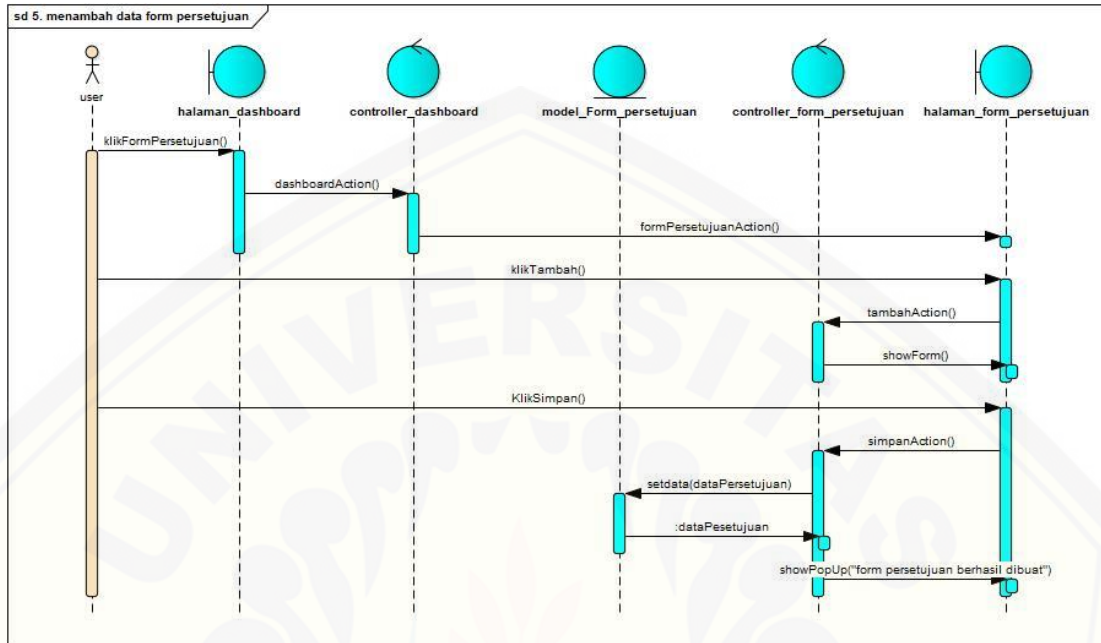 sd 5. menambah data form persetujuan
user
halaman_dashboard
controller_dashboard
model_Form_persetujuan
controller_form_persetujuan
halaman_form_persetujuan
klikFormPersetujuan()
dashboardAction()
formPersetujuanAction()
klikTambah()
tambahAction()
showForm()
KlikSimpan()
simpanAction()
setdata(dataPersetujuan)
:dataPesetujuan
showPopUp("form persetujuan berhasil dibuat")
UNIVERSITAS